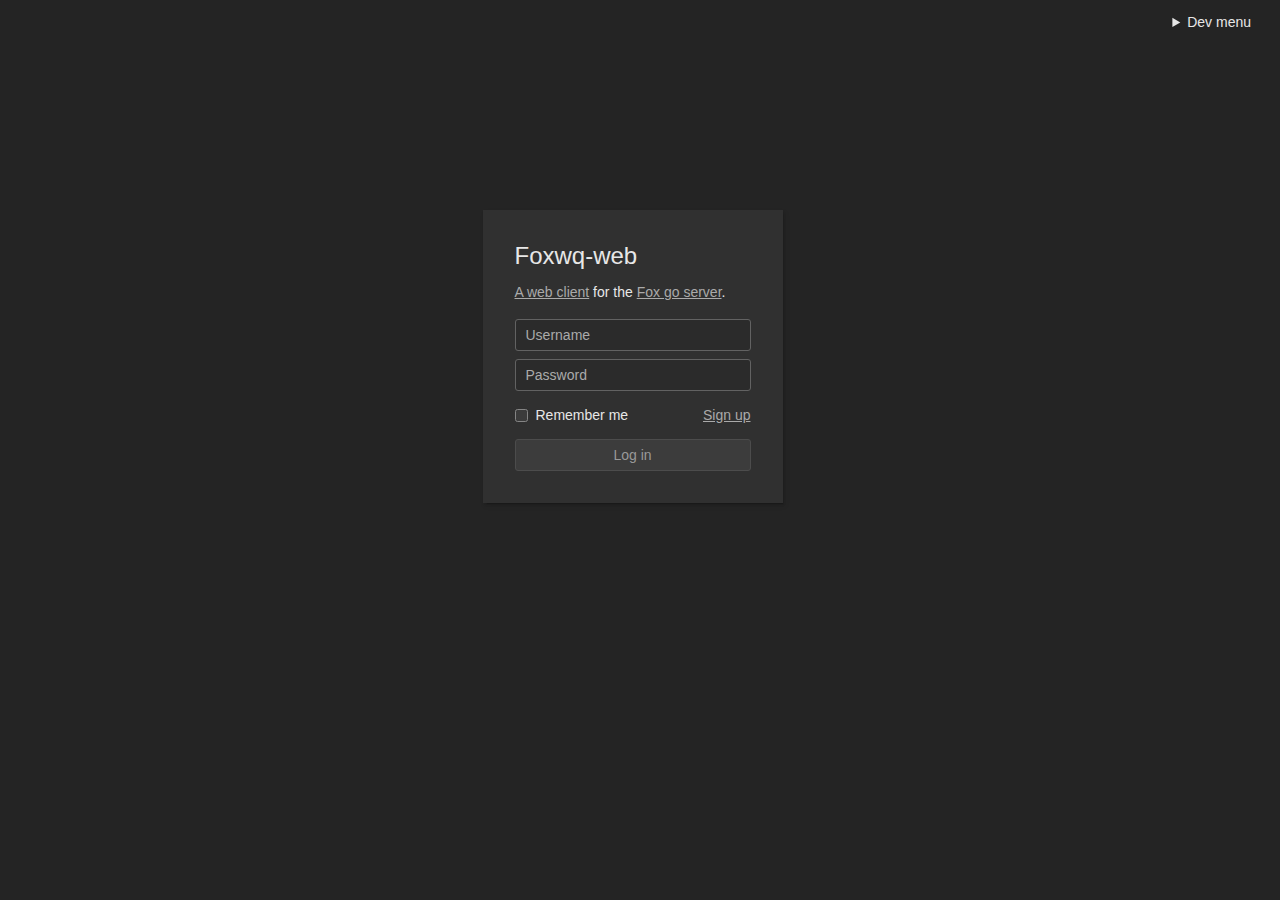 Dev menu
Foxwq-web
A web client for the Fox go server.
Username
Password
Remember me
Sign up
Log in